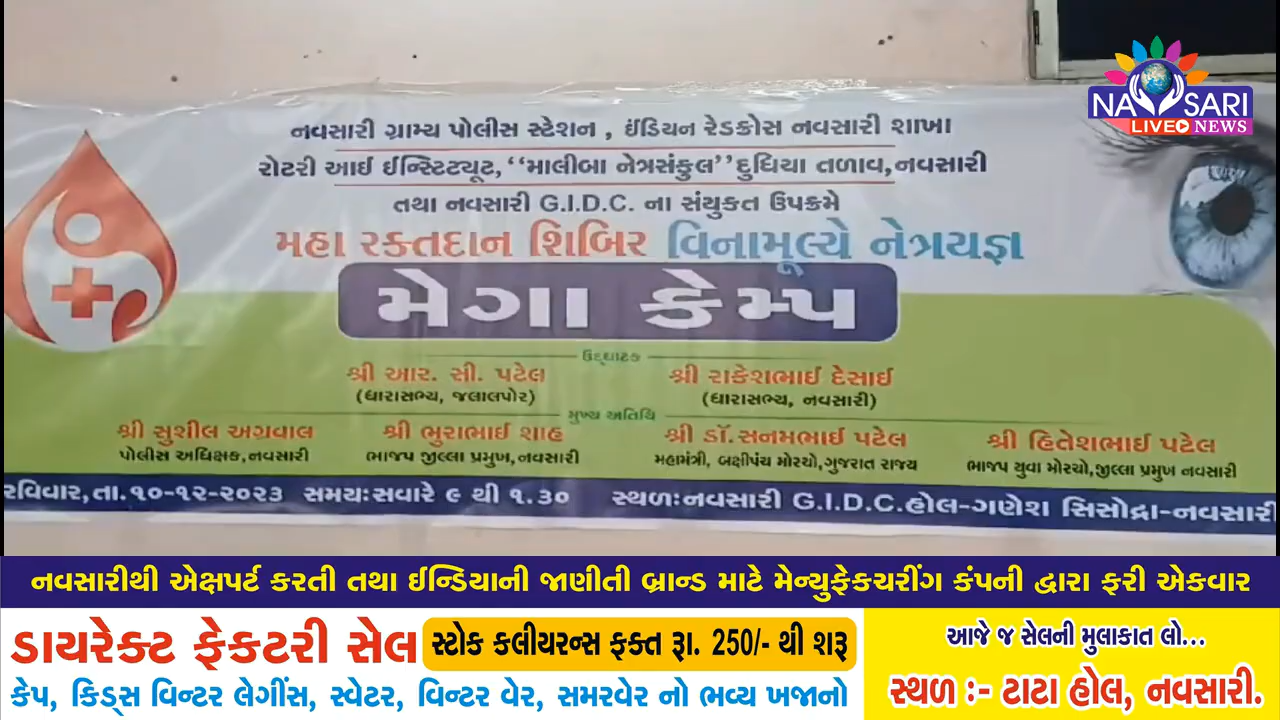 NAVSARI
LIVE NEWS
નવસારી ગ્રામ્ય પોલીસ સ્ટેશન , ઈંડિયન રેડક્રોસ નવસારી શાખા
રોટરી આઈ ઈન્સ્ટિટ્યૂટ, ‘‘માલીબા નેત્રસંકુલ’’ દુધિયા તળાવ,નવસારી
તથા નવસારી G.I.D.C. ના સંયુકત ઉપક્રમે
મહા રક્તદાન શિબિર વિનામૂલ્યે નેત્રયજ્ઞ
મેગા કેમ્પ
ઉદ્ઘાટક
શ્રી આર. સી. પટેલ શ્રી રાકેશભાઈ દેસાઈ
(ધારાસભ્ય, જલાલપોર) (ધારાસભ્ય, નવસારી)
મુખ્ય અતિથિ
શ્રી સુશીલ અગ્રવાલ શ્રી ભુરાભાઈ શાહ શ્રી ડૉ.સનમભાઈ પટેલ શ્રી હિતેશભાઈ પટેલ
પોલીસ અધિક્ષક,નવસારી ભાજપ જીલ્લા પ્રમુખ,નવસારી મહામંત્રી, બક્ષીપંચ મોરચો,ગુજરાત રાજ્ય ભાજપ યુવા મોરચો,જીલ્લા પ્રમુખ નવસારી
રવિવાર,તા.૧૦-૧૨-૨૦૨૩ સમય:સવારે ૯ થી ૧.૩૦ સ્થળ:નવસારી G.I.D.C.હોલ-ગણેશ સિસોદ્રા-નવસારી
નવસારીથી એક્ષપર્ટ કરતી તથા ઈન્ડિયાની જાણીતી બ્રાન્ડ માટે મેન્યુફેકચરીંગ કંપની દ્વારા ફરી એકવાર
ડાયરેક્ટ ફેકટરી સેલ સ્ટોક કલીયરન્સ ફક્ત રૂા. 250/- થી શરૂ
કેપ, કિડ્સ વિન્ટર લેગીંસ, સ્વેટર, વિન્ટર વેર, સમરવેર નો ભવ્ય ખજાનો
આજે જ સેલની મુલાકાત લો...
સ્થળ :- ટાટા હોલ, નવસારી.